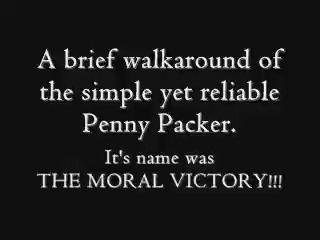 A brief walkaround of
the simple yet reliable
Penny Packer.
It's name was
THE MORAL VICTORY!!!